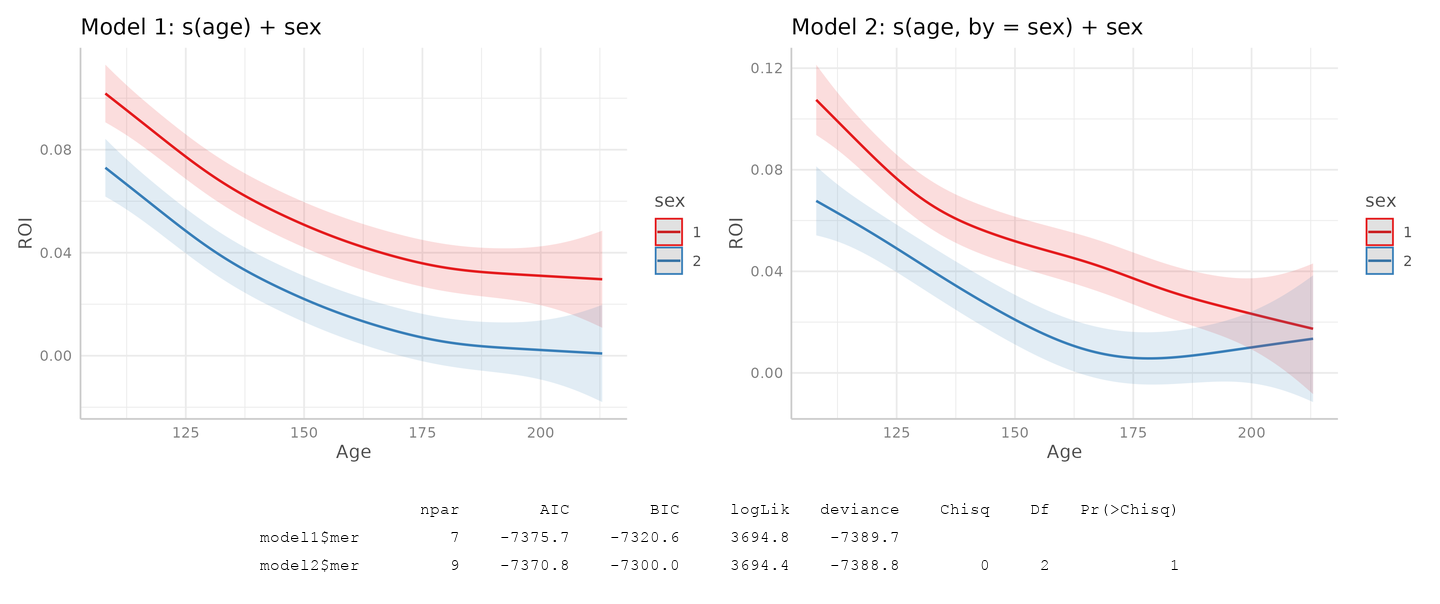 Model 1: s(age) + sex
0.08
0.04
0.00
ROI
125 150 175 200
Age
sex
1
2
Model 2: s(age, by = sex) + sex
0.12
0.08
0.04
0.00
ROI
125 150 175 200
Age
sex
1
2
npar AIC BIC logLik deviance Chisq Df Pr(>Chisq)
model1$mer 7 -7375.7 -7320.6 3694.8 -7389.7
model2$mer 9 -7370.8 -7300.0 3694.4 -7388.8 0 2 1